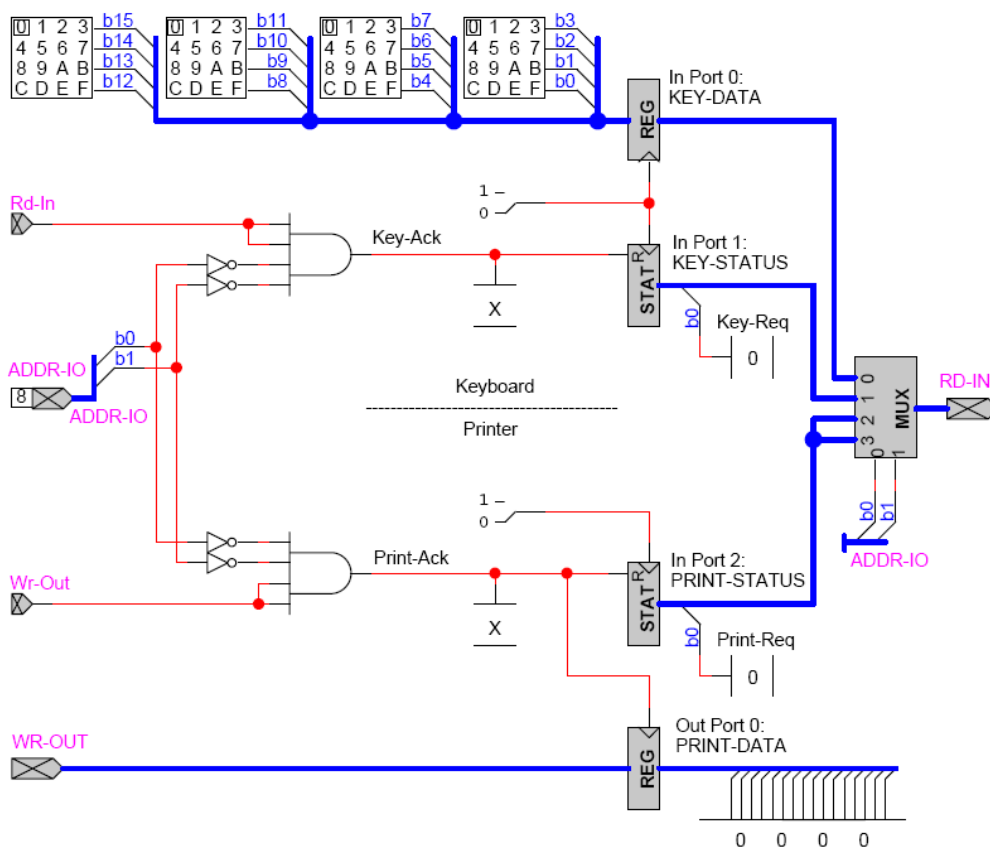 0 1 2 3 b15 0 1 2 3 b11 0 1 2 3 b7 0 1 2 3 b3
4 5 6 7 b14 4 5 6 7 b10 4 5 6 7 b6 4 5 6 7 b2
8 9 A B b13 8 9 A B b9 8 9 A B b5 8 9 A B b1
C D E F b12 C D E F b8 C D E F b4 C D E F b0
In Port 0:
KEY-DATA
REG
1
0
Rd-In
Key-Ack
R
STAT
In Port 1:
KEY-STATUS
X
b0
Key-Req
0
b0
b1
ADDR-IO
8
ADDR-IO
Keyboard
Printer
0
1
2
3
MUX
0 1
RD-IN
b0 b1
ADDR-IO
1
0
Print-Ack
R
STAT
In Port 2:
PRINT-STATUS
Wr-Out
X
b0
Print-Req
0
WR-OUT
REG
Out Port 0:
PRINT-DATA
0 0 0 0